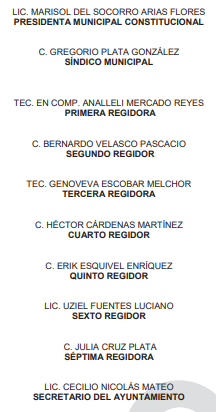 LIC. MARISOL DEL SOCORRO ARIAS FLORES
PRESIDENTA MUNICIPAL CONSTITUCIONAL
C. GREGORIO PLATA GONZÁLEZ
SÍNDICO MUNICIPAL
TEC. EN COMP. ANALLELI MERCADO REYES
PRIMERA REGIDORA
C. BERNARDO VELASCO PASCACIO
SEGUNDO REGIDOR
TEC. GENOVEVA ESCOBAR MELCHOR
TERCERA REGIDORA
C. HÉCTOR CÁRDENAS MARTÍNEZ
CUARTO REGIDOR
C. ERIK ESQUIVEL ENRÍQUEZ
QUINTO REGIDOR
LIC. UZIEL FUENTES LUCIANO
SEXTO REGIDOR
C. JULIA CRUZ PLATA
SÉPTIMA REGIDORA
LIC. CECILIO NICOLÁS MATEO
SECRETARIO DEL AYUNTAMIENTO